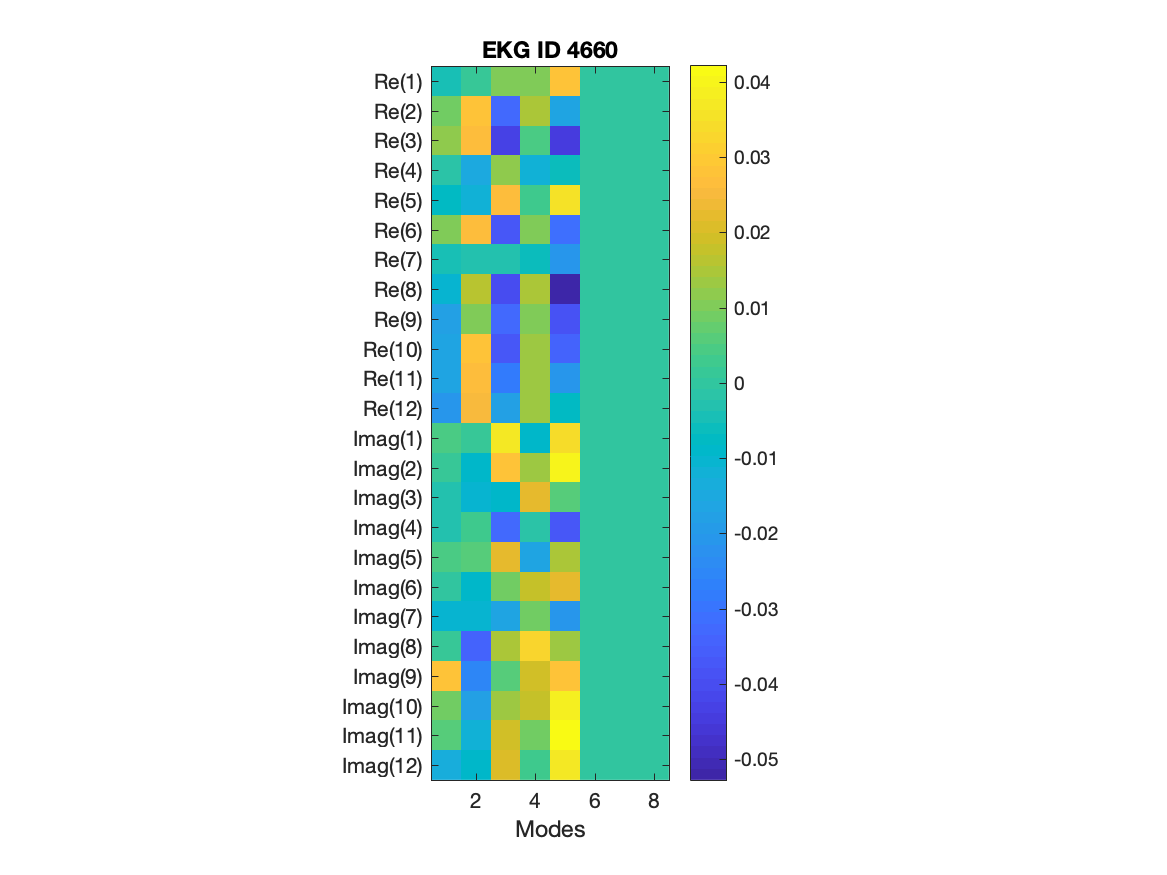 EKG ID 4660
Re(1)
Re(2)
Re(3)
Re(4)
Re(5)
Re(6)
Re(7)
Re(8)
Re(9)
Re(10)
Re(11)
Re(12)
Imag(1)
Imag(2)
Imag(3)
Imag(4)
Imag(5)
Imag(6)
Imag(7)
Imag(8)
Imag(9)
Imag(10)
Imag(11)
Imag(12)
2 4 6 8
Modes
0.04
0.03
0.02
0.01
0
-0.01
-0.02
-0.03
-0.04
-0.05